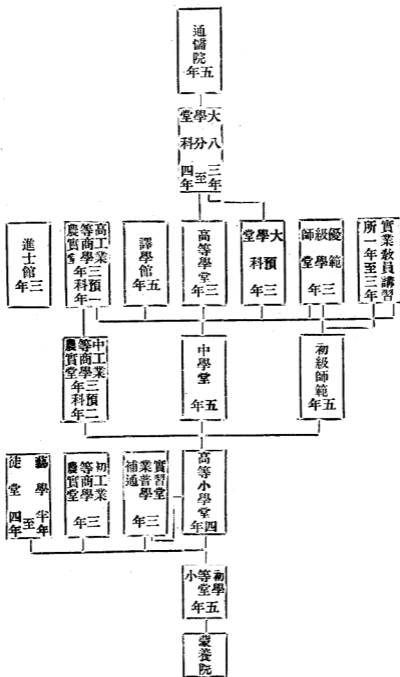 通儒院
五年
大學堂
八分科
三年至四年
實業教員講習所一年至三年
優級師範學堂
三年
大學堂預科
三年
高等學堂
三年
譯學館
五年
高等農工商實業學堂
三年預科一年
進士館
三年
初級師範
五年
中學堂
五年
中等農工商實業學堂
三年預科二年
高等小學堂
四年
實業補習普通學堂
三年
初等農工商實業學堂
三年
藝徒學堂
半年至四年
初等小學堂
五年
蒙養院